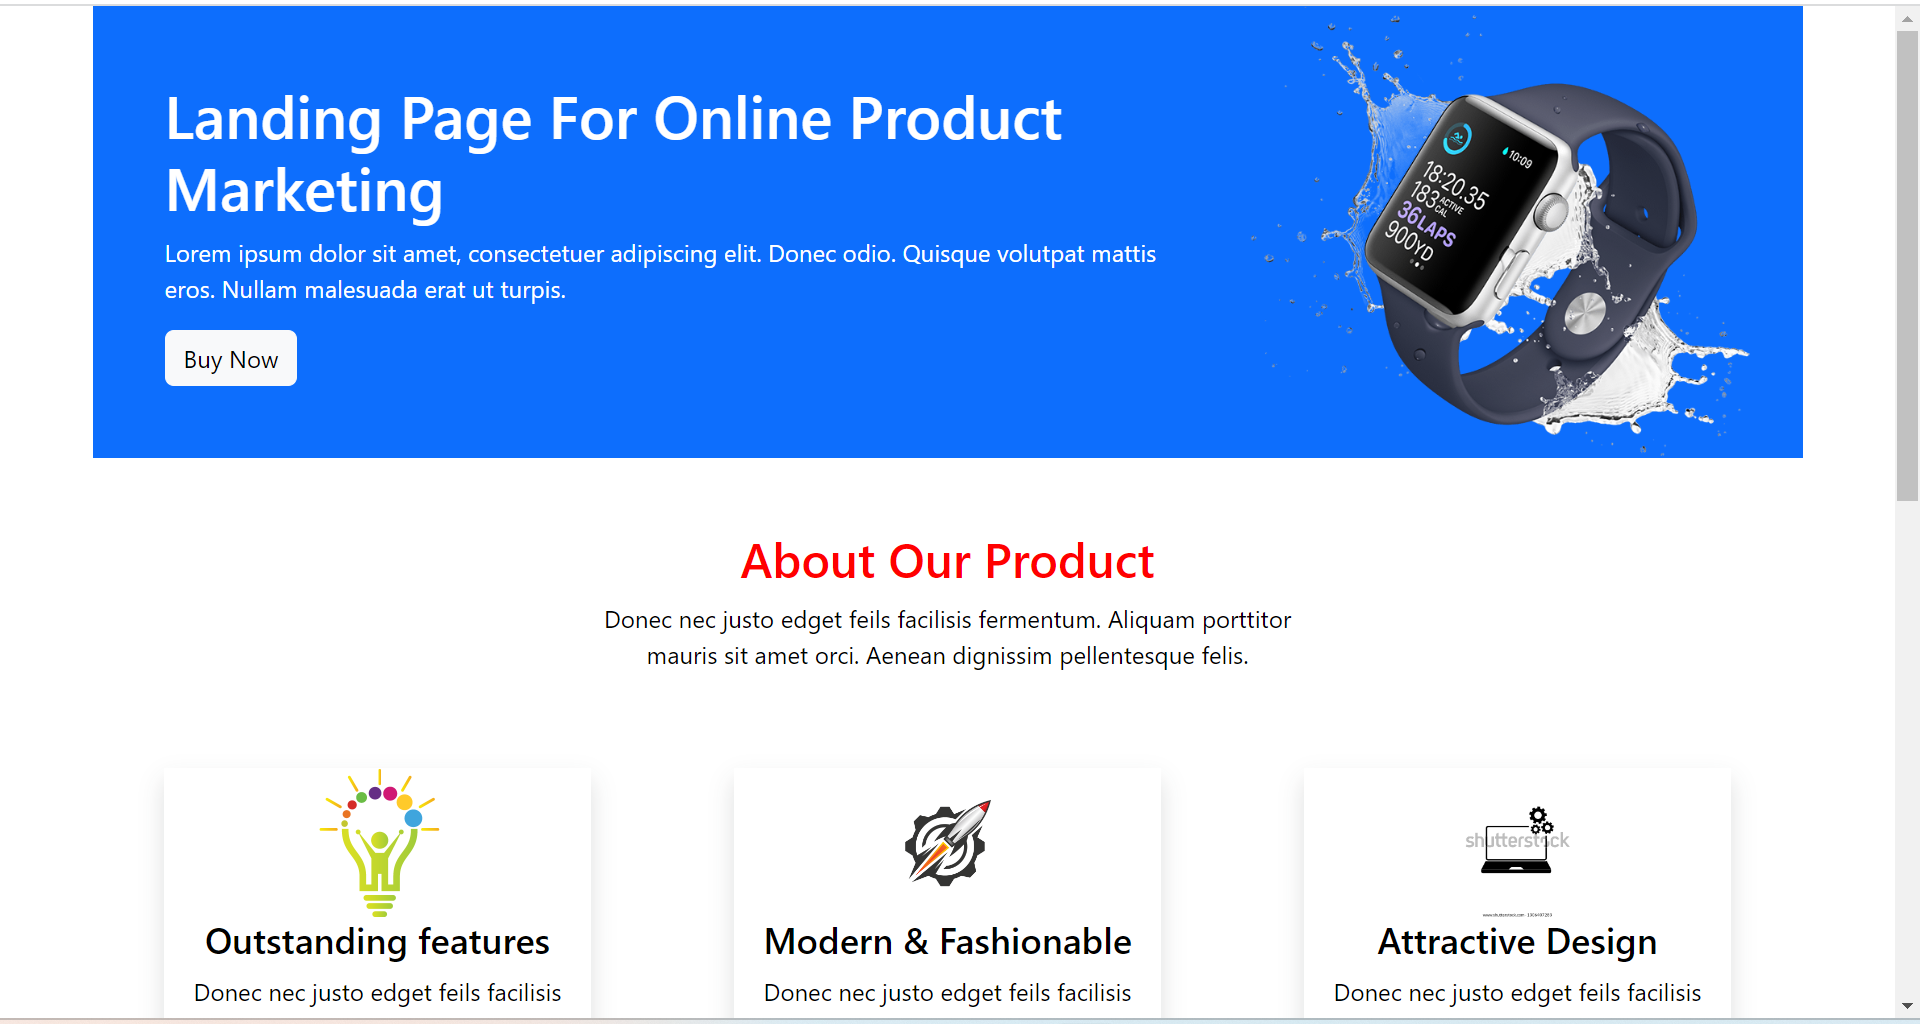 Landing Page For Online Product
Marketing
Lorem ipsum dolor sit amet, consectetuer adipiscing elit. Donec odio. Quisque volutpat mattis
eros. Nullam malesuada erat ut turpis.
Buy Now
10:09
18:20.35
183 ACTIVE CAL
36LAPS
900YD
About Our Product
Donec nec justo edget feils facilisis fermentum. Aliquam porttitor
mauris sit amet orci. Aenean dignissim pellentesque felis.
shutterstock
www.shutterstock.com · 1906497289
Outstanding features
Modern & Fashionable
Attractive Design
Donec nec justo edget feils facilisis
Donec nec justo edget feils facilisis
Donec nec justo edget feils facilisis